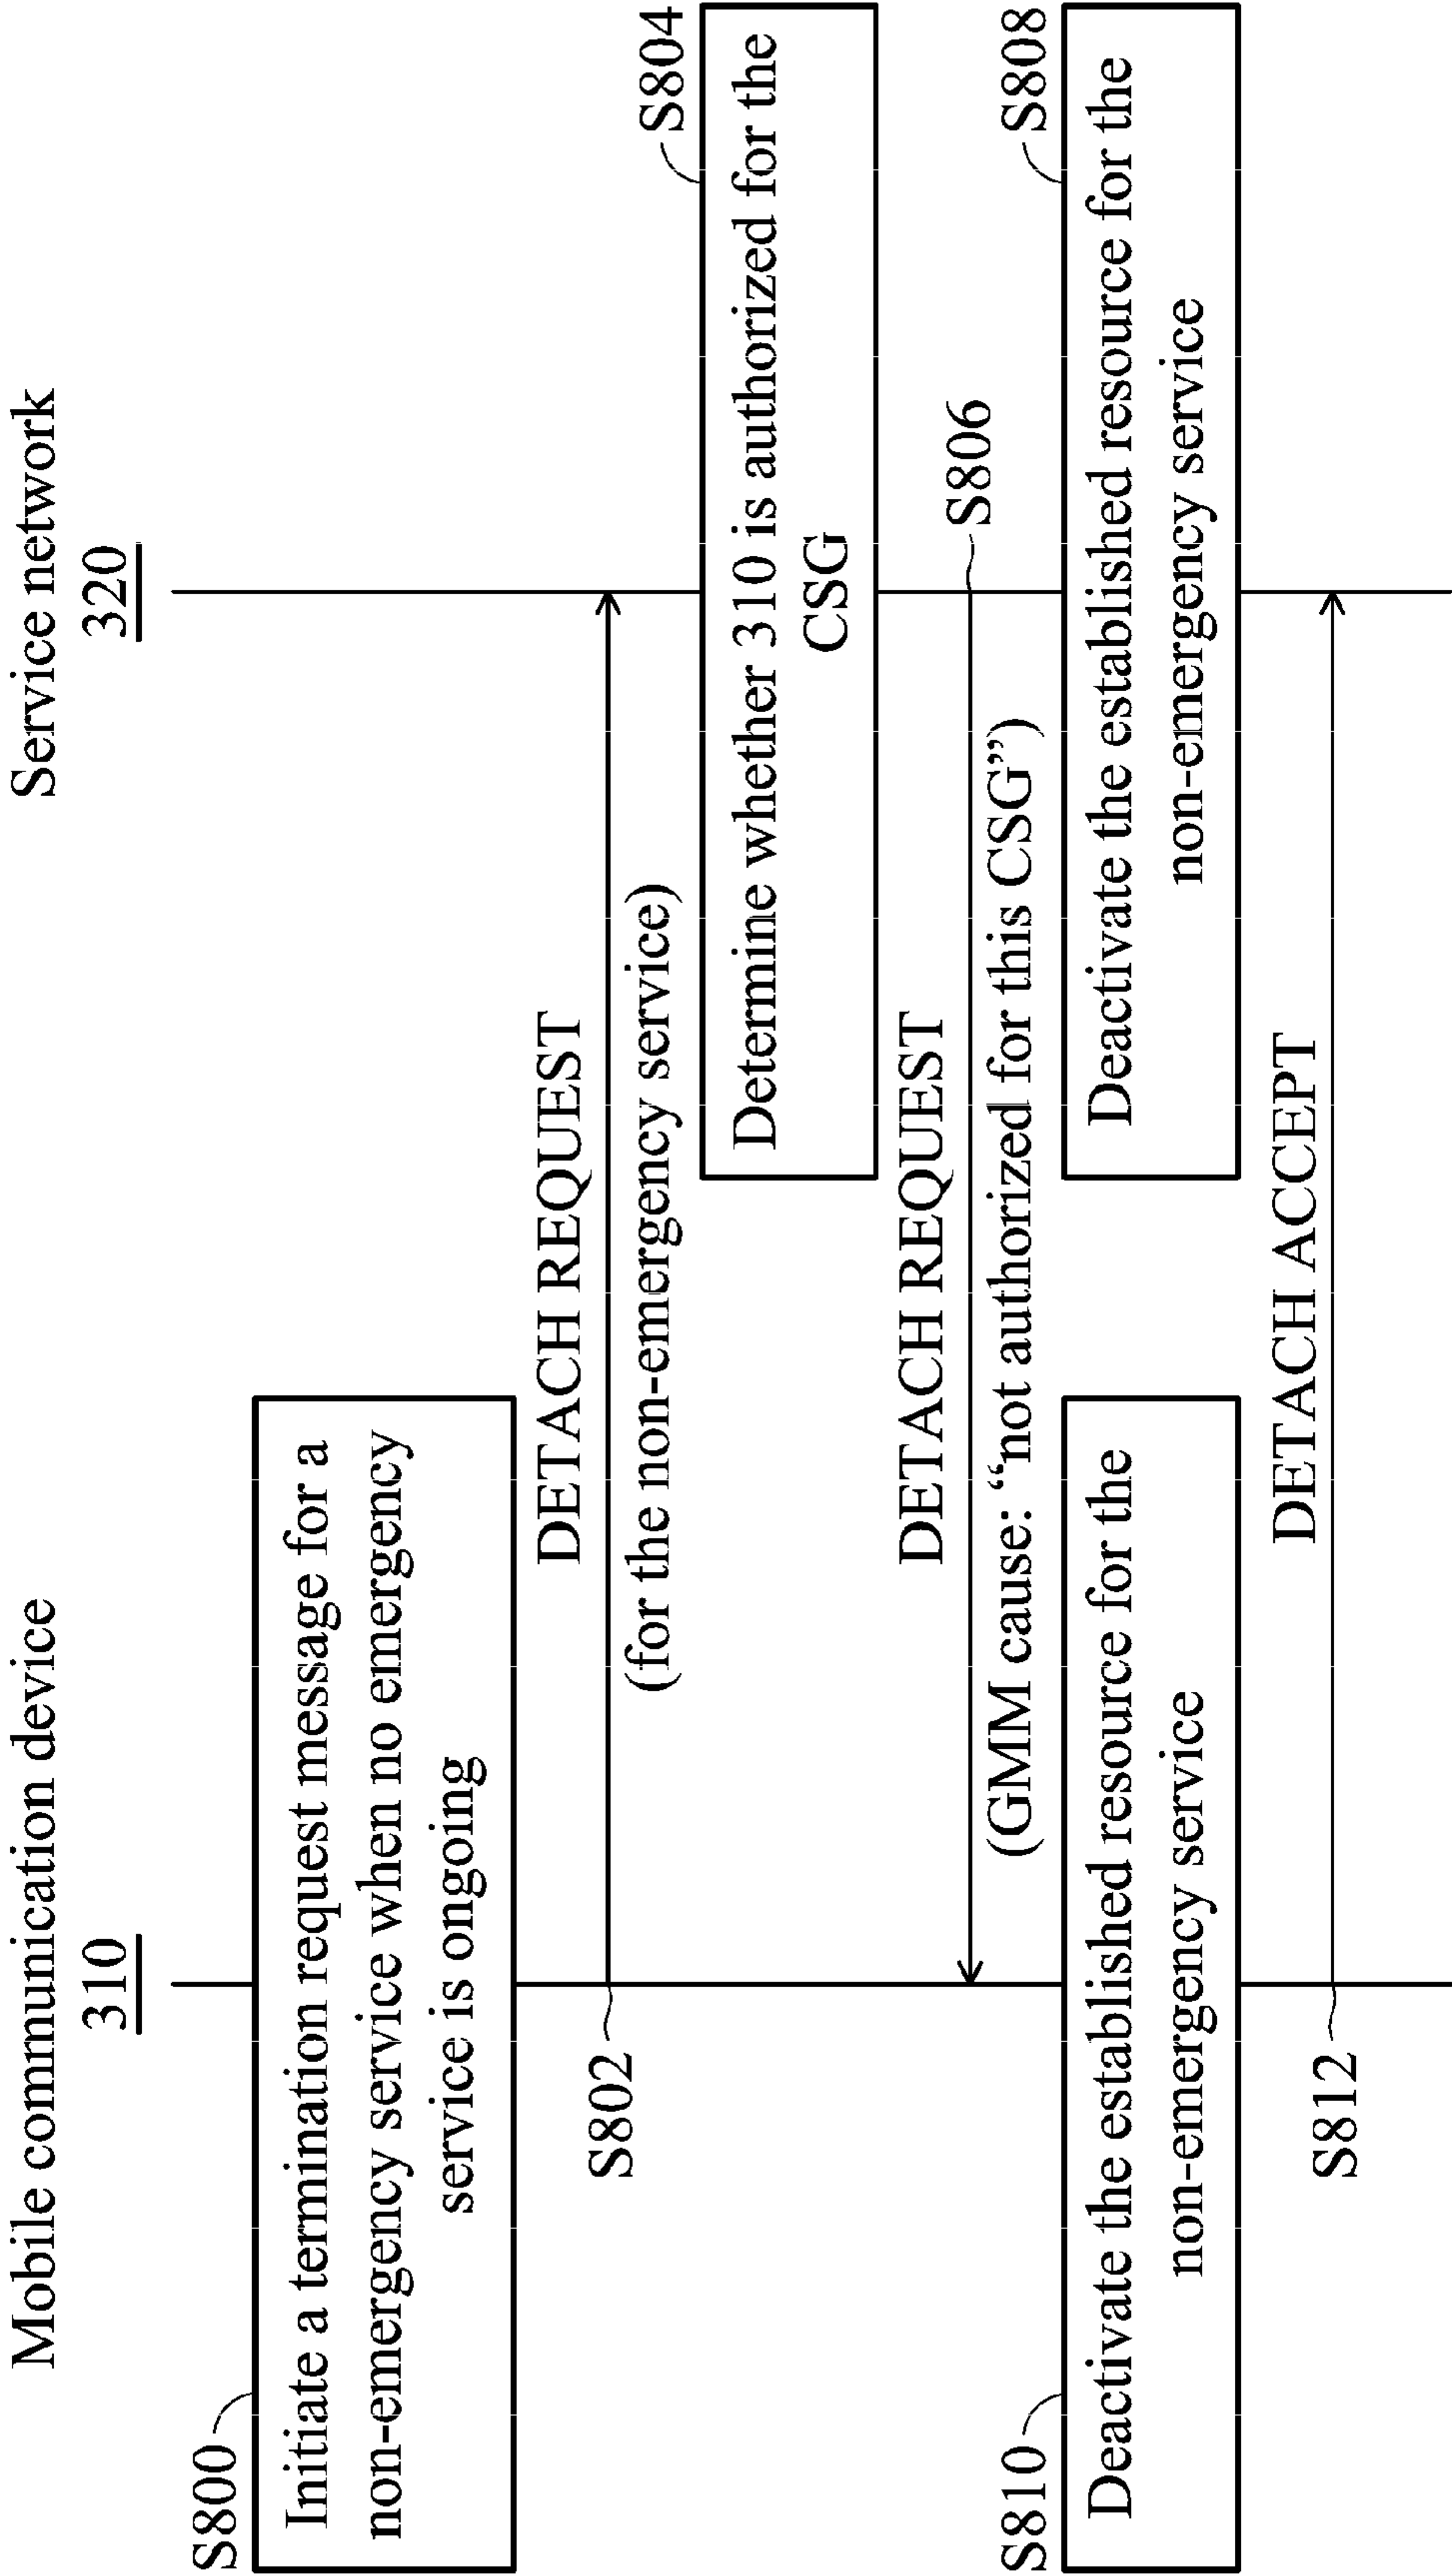 Mobile communication device
310
Service network
320
S800
Initiate a termination request message for a
non-emergency service when no emergency
service is ongoing
DETACH REQUEST
S802
(for the non-emergency service)
S804
Determine whether 310 is authorized for the
CSG
DETACH REQUEST
S806
(GMM cause: “not authorized for this CSG”)
S810
Deactivate the established resource for the
non-emergency service
S808
Deactivate the established resource for the
non-emergency service
DETACH ACCEPT
S812